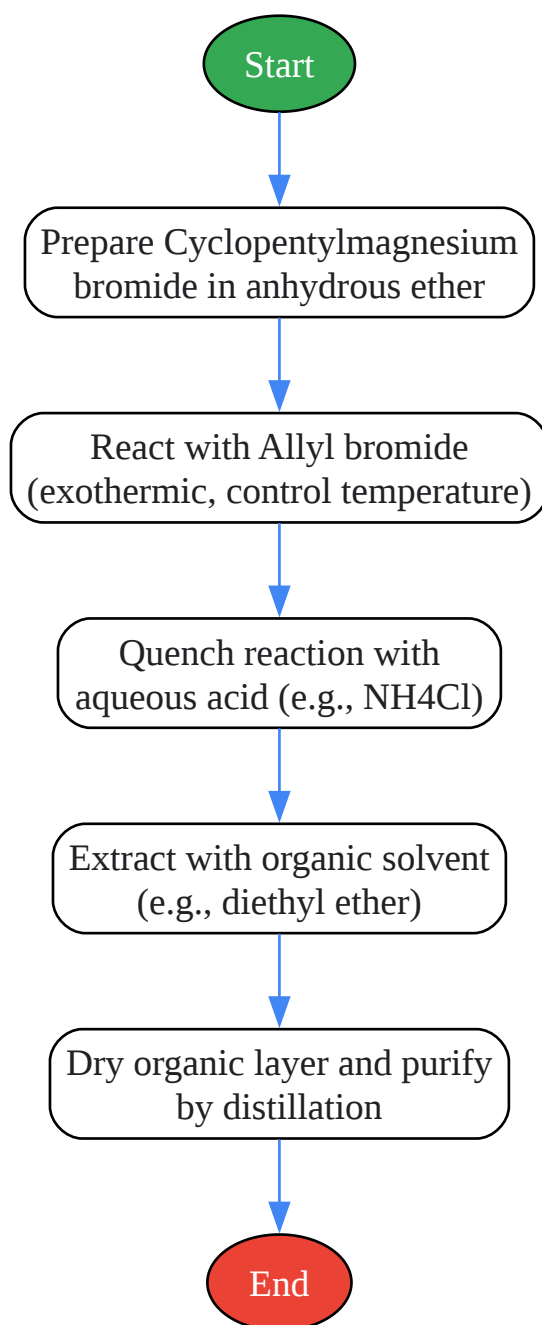 Start
Prepare Cyclopentylmagnesium
bromide in anhydrous ether
React with Allyl bromide
(exothermic, control temperature)
Quench reaction with
aqueous acid (e.g., NH4Cl)
Extract with organic solvent
(e.g., diethyl ether)
Dry organic layer and purify
by distillation
End